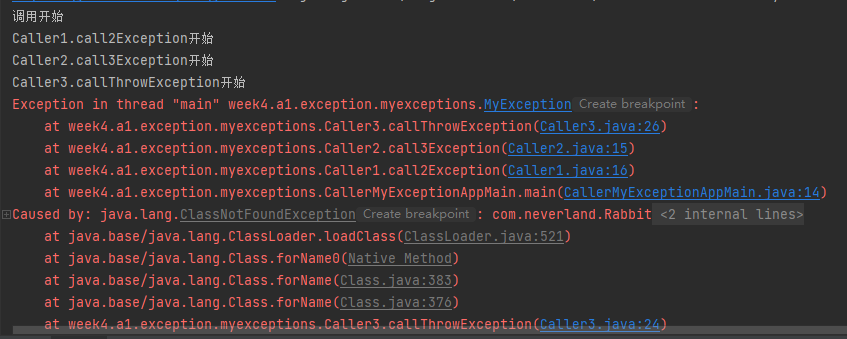 调用开始
Caller1.call2Exception开始
Caller2.call3Exception开始
Caller3.callThrowException开始
Exception in thread "main" week4.a1.exception.myexceptions.MyException Create breakpoint :
at week4.a1.exception.myexceptions.Caller3.callThrowException(Caller3.java:26)
at week4.a1.exception.myexceptions.Caller2.call3Exception(Caller2.java:15)
at week4.a1.exception.myexceptions.Caller1.call2Exception(Caller1.java:16)
at week4.a1.exception.myexceptions.CallerMyExceptionAppMain.main(CallerMyExceptionAppMain.java:14)
Caused by: java.lang.ClassNotFoundException Create breakpoint : com.neverland.Rabbit <2 internal lines>
at java.base/java.lang.ClassLoader.loadClass(ClassLoader.java:521)
at java.base/java.lang.Class.forName0(Native Method)
at java.base/java.lang.Class.forName(Class.java:383)
at java.base/java.lang.Class.forName(Class.java:376)
at week4.a1.exception.myexceptions.Caller3.callThrowException(Caller3.java:24)